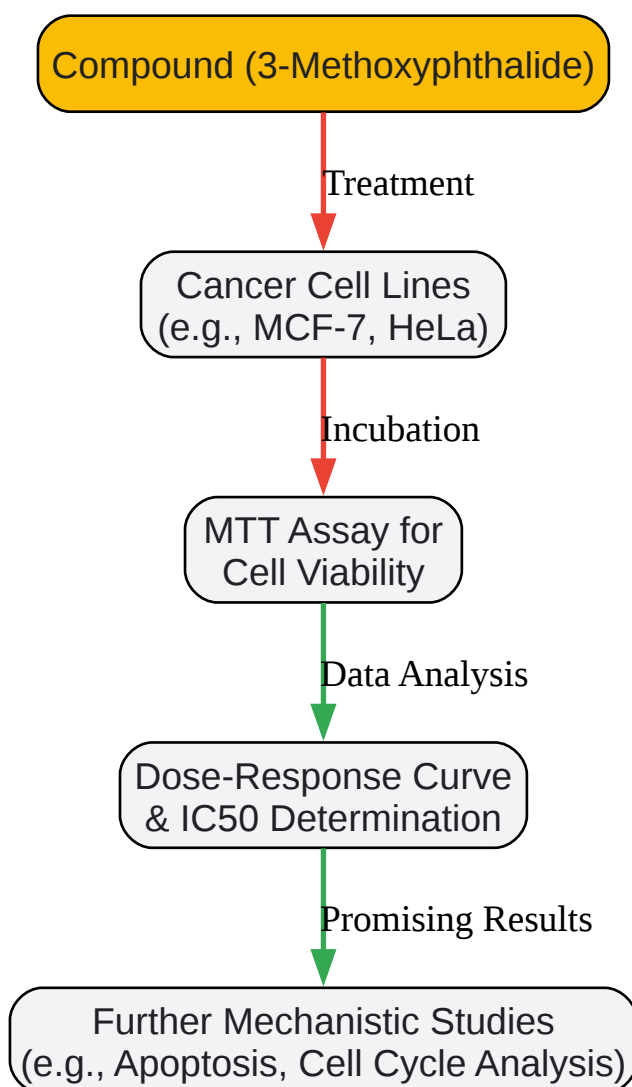 Compound (3-Methoxyphthalide)
Treatment
Cancer Cell Lines
(e.g., MCF-7, HeLa)
Incubation
MTT Assay for
Cell Viability
Data Analysis
Dose-Response Curve
& IC50 Determination
Promising Results
Further Mechanistic Studies
(e.g., Apoptosis, Cell Cycle Analysis)